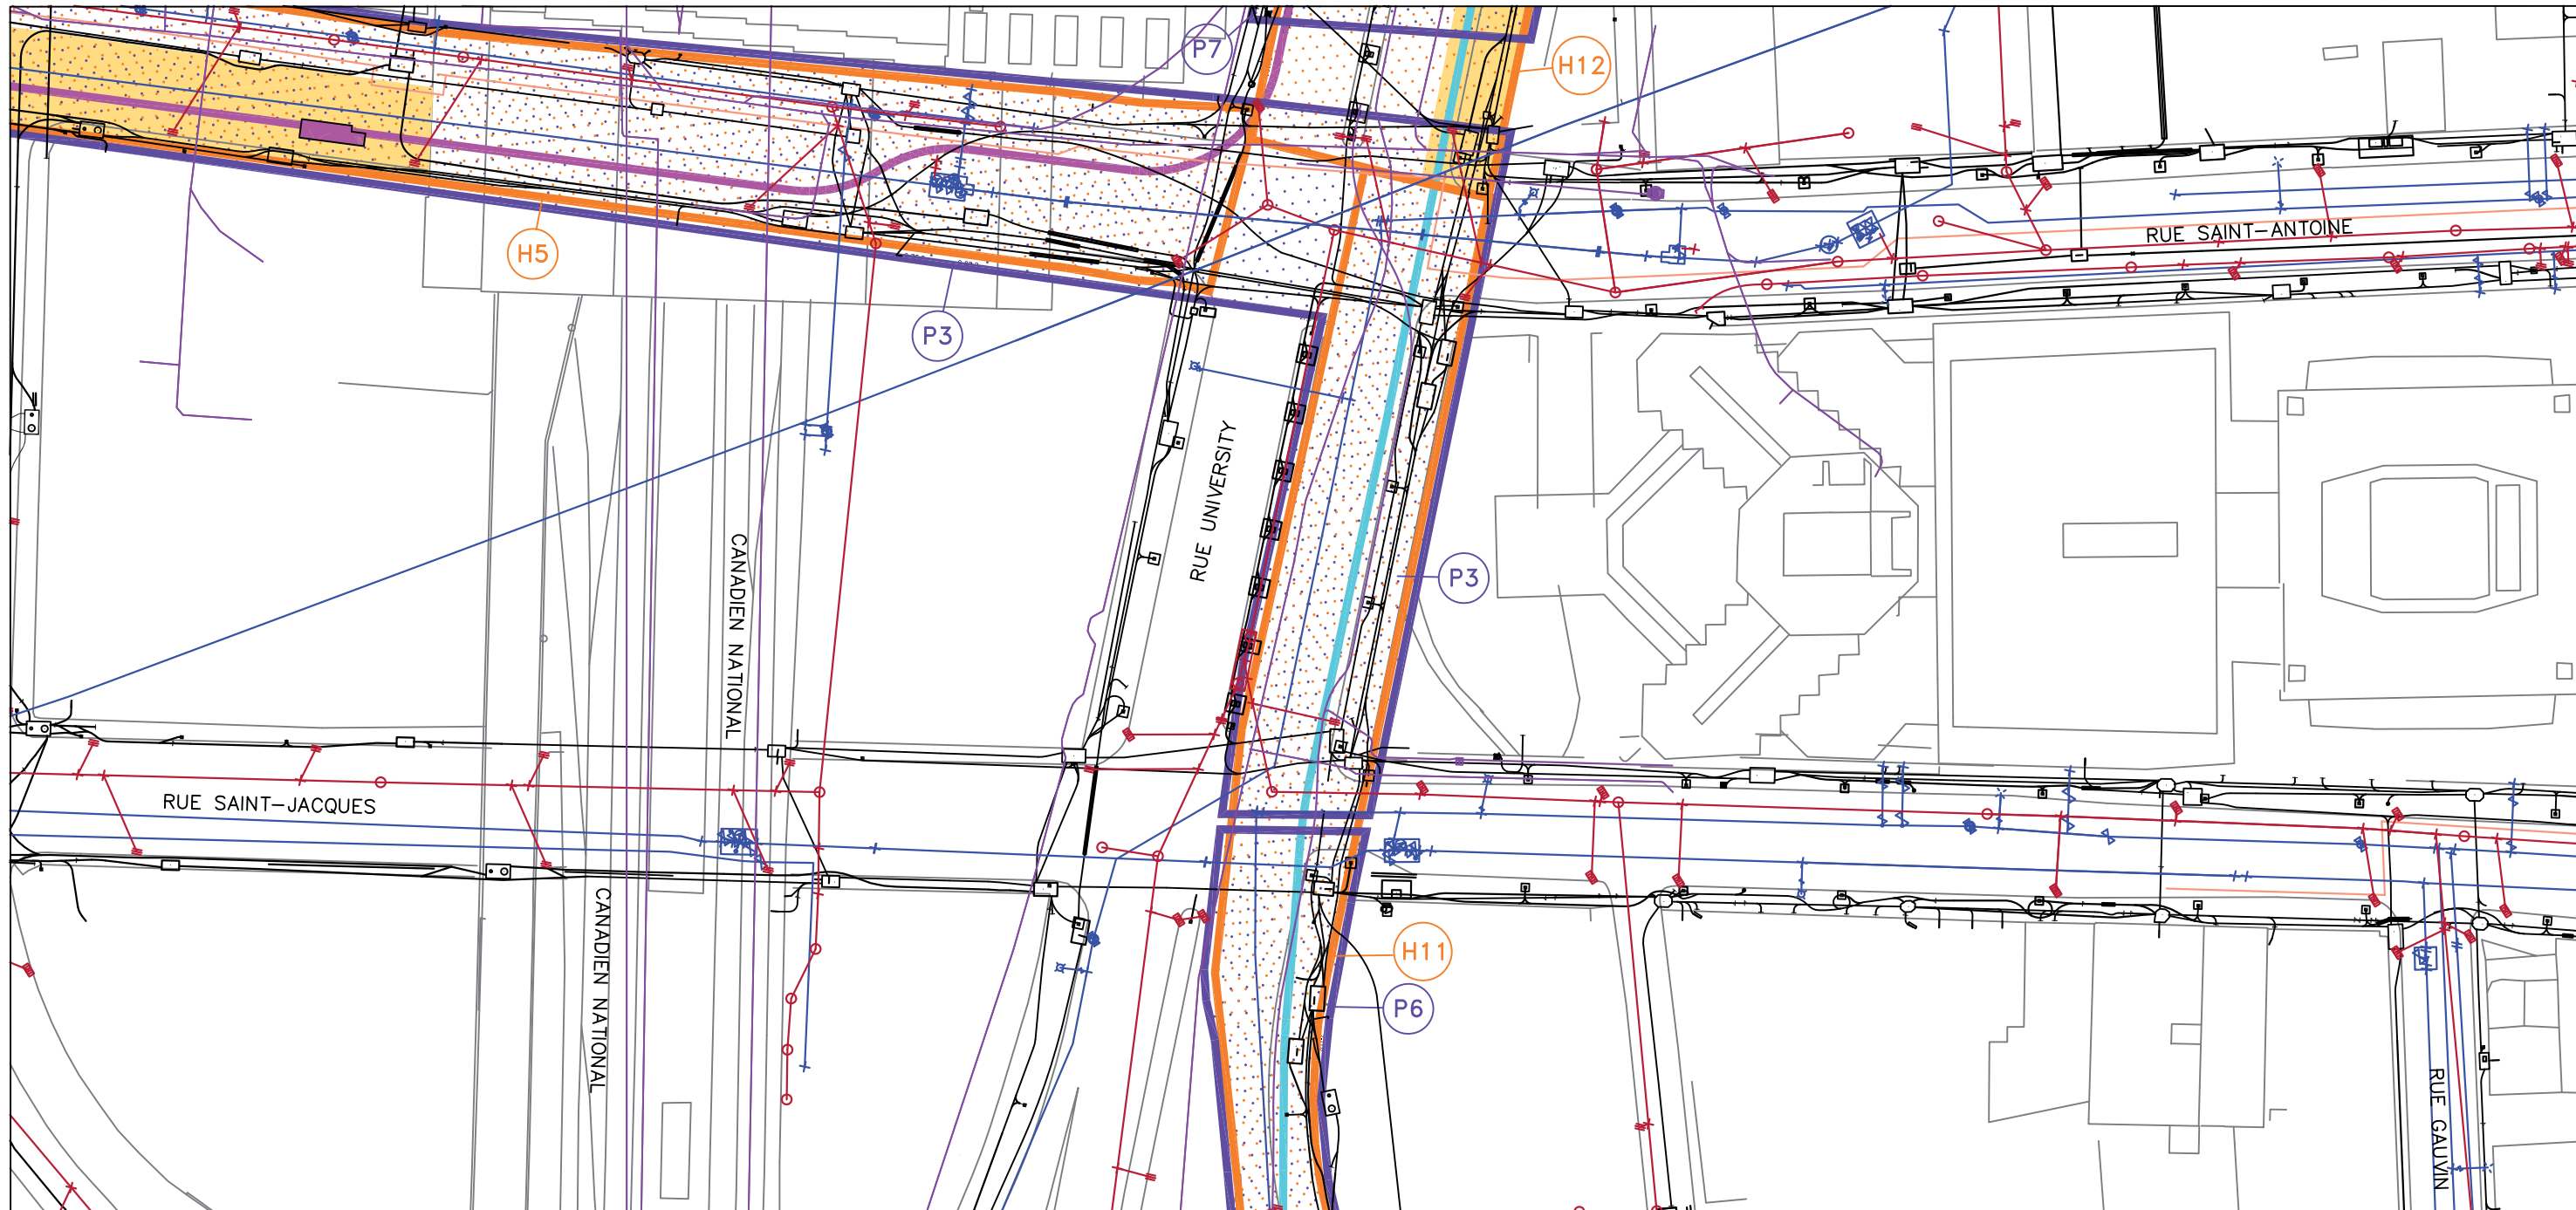 P7
H12
RUE SAINT-ANTOINE
H5
P3
RUE UNIVERSITY
P3
CANADIEN NATIONAL
RUE SAINT-JACQUES
CANADIEN NATIONAL
H11
P6
RUE GAUVIN